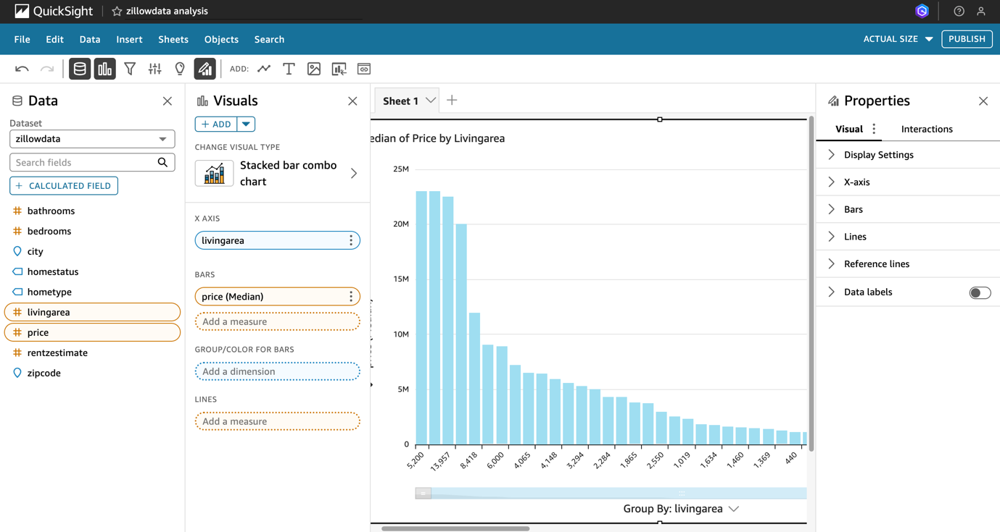 QuickSight
zillowdata analysis
File Edit Data Insert Sheets Objects Search
ACTUAL SIZE
PUBLISH
ADD:
Data
Dataset
zillowdata
Search fields
+ CALCULATED FIELD
bathrooms
bedrooms
city
homestatus
hometype
livingarea
price
rentzestimate
zipcode
Visuals
+ ADD
CHANGE VISUAL TYPE
Stacked bar combo
chart
X AXIS
livingarea
BARS
price (Median)
Add a measure
GROUP/COLOR FOR BARS
Add a dimension
LINES
Add a measure
Sheet 1
edian of Price by Livingarea
25M
20M
15M
10M
5M
0
5,200 13,957 8,418 6,000 4,065 4,148 3,294 2,284 1,865 2,550 1,019 1,634 1,460 1,369 440
Group By: livingarea
Properties
Visual Interactions
Display Settings
X-axis
Bars
Lines
Reference lines
Data labels